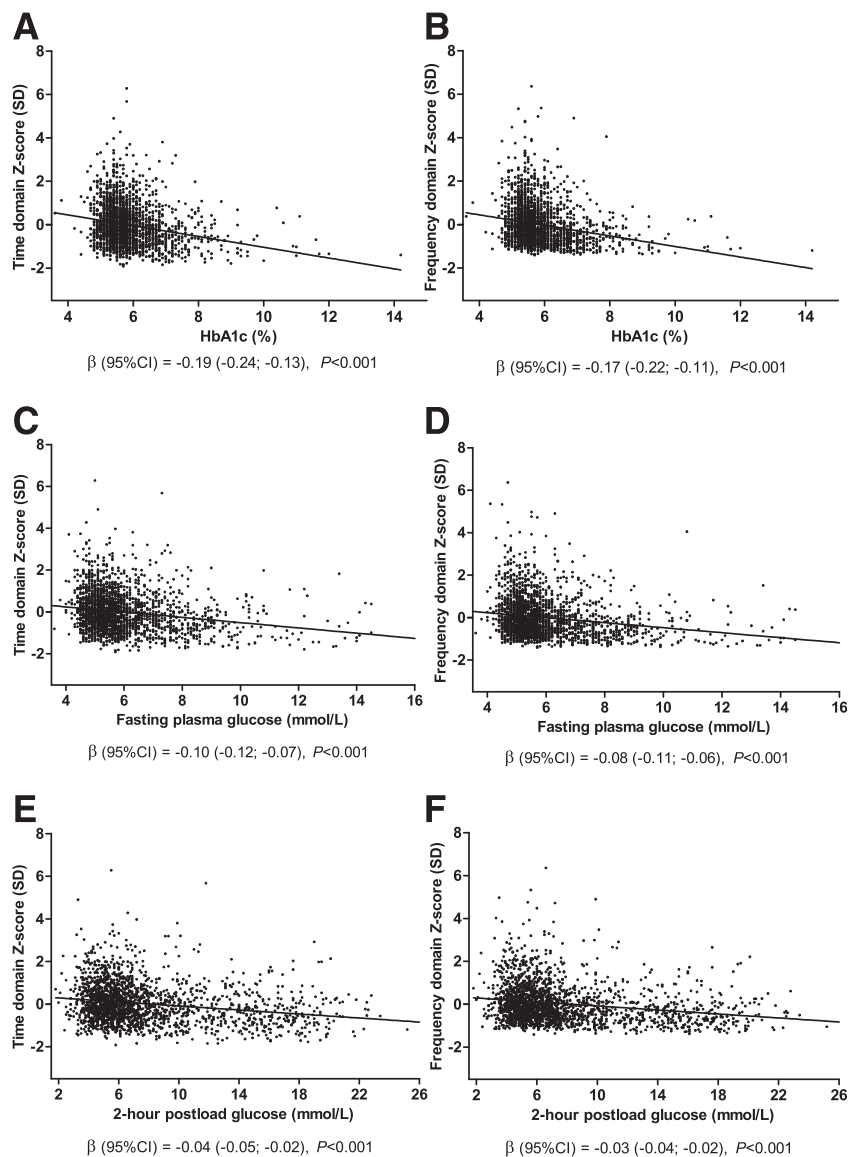 A
8
6
4
2
0
-2
Time domain Z-score (SD)
4 6 8 10 12 14
HbA1c (%)
β (95%CI) = -0.19 (-0.24; -0.13), P<0.001
B
8
6
4
2
0
-2
Frequency domain Z-score (SD)
4 6 8 10 12 14
HbA1c (%)
β (95%CI) = -0.17 (-0.22; -0.11), P<0.001
C
8
6
4
2
0
-2
Time domain Z-score (SD)
4 6 8 10 12 14 16
Fasting plasma glucose (mmol/L)
β (95%CI) = -0.10 (-0.12; -0.07), P<0.001
D
8
6
4
2
0
-2
Frequency domain Z-score (SD)
4 6 8 10 12 14 16
Fasting plasma glucose (mmol/L)
β (95%CI) = -0.08 (-0.11; -0.06), P<0.001
E
8
6
4
2
0
-2
Time domain Z-score (SD)
2 6 10 14 18 22 26
2-hour postload glucose (mmol/L)
β (95%CI) = -0.04 (-0.05; -0.02), P<0.001
F
8
6
4
2
0
-2
Frequency domain Z-score (SD)
2 6 10 14 18 22 26
2-hour postload glucose (mmol/L)
β (95%CI) = -0.03 (-0.04; -0.02), P<0.001